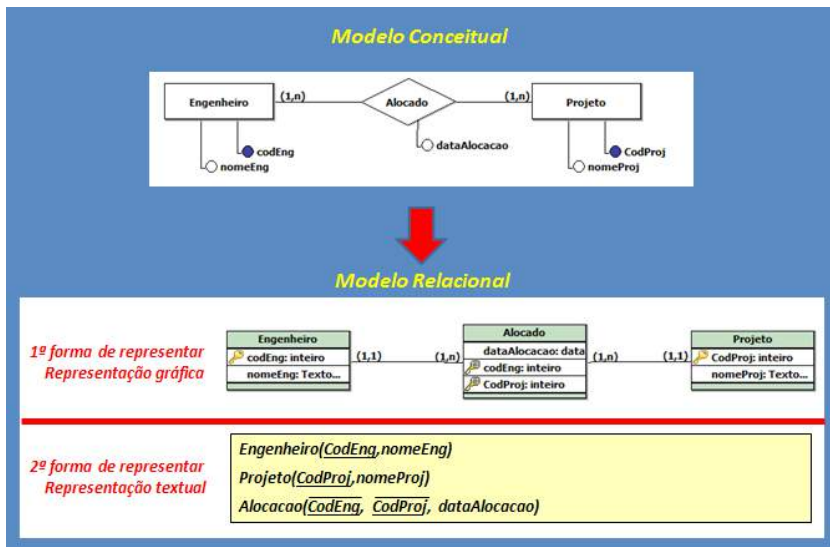 Modelo Conceitual
Engenheiro (1,n) Alocado (1,n) Projeto
codEng
nomeEng
dataAlocacao
CodProj
nomeProj
Modelo Relacional
1ª forma de representar
Representação gráfica
Engenheiro
codEng: inteiro
nomeEng: Texto...
(1,1)
(1,n)
Alocado
dataAlocacao: data
codEng: inteiro
CodProj: inteiro
(1,n)
(1,1)
Projeto
CodProj: inteiro
nomeProj: Texto...
2ª forma de representar
Representação textual
Engenheiro(CodEng,nomeEng)
Projeto(CodProj,nomeProj)
Alocacao(CodEng, CodProj, dataAlocacao)